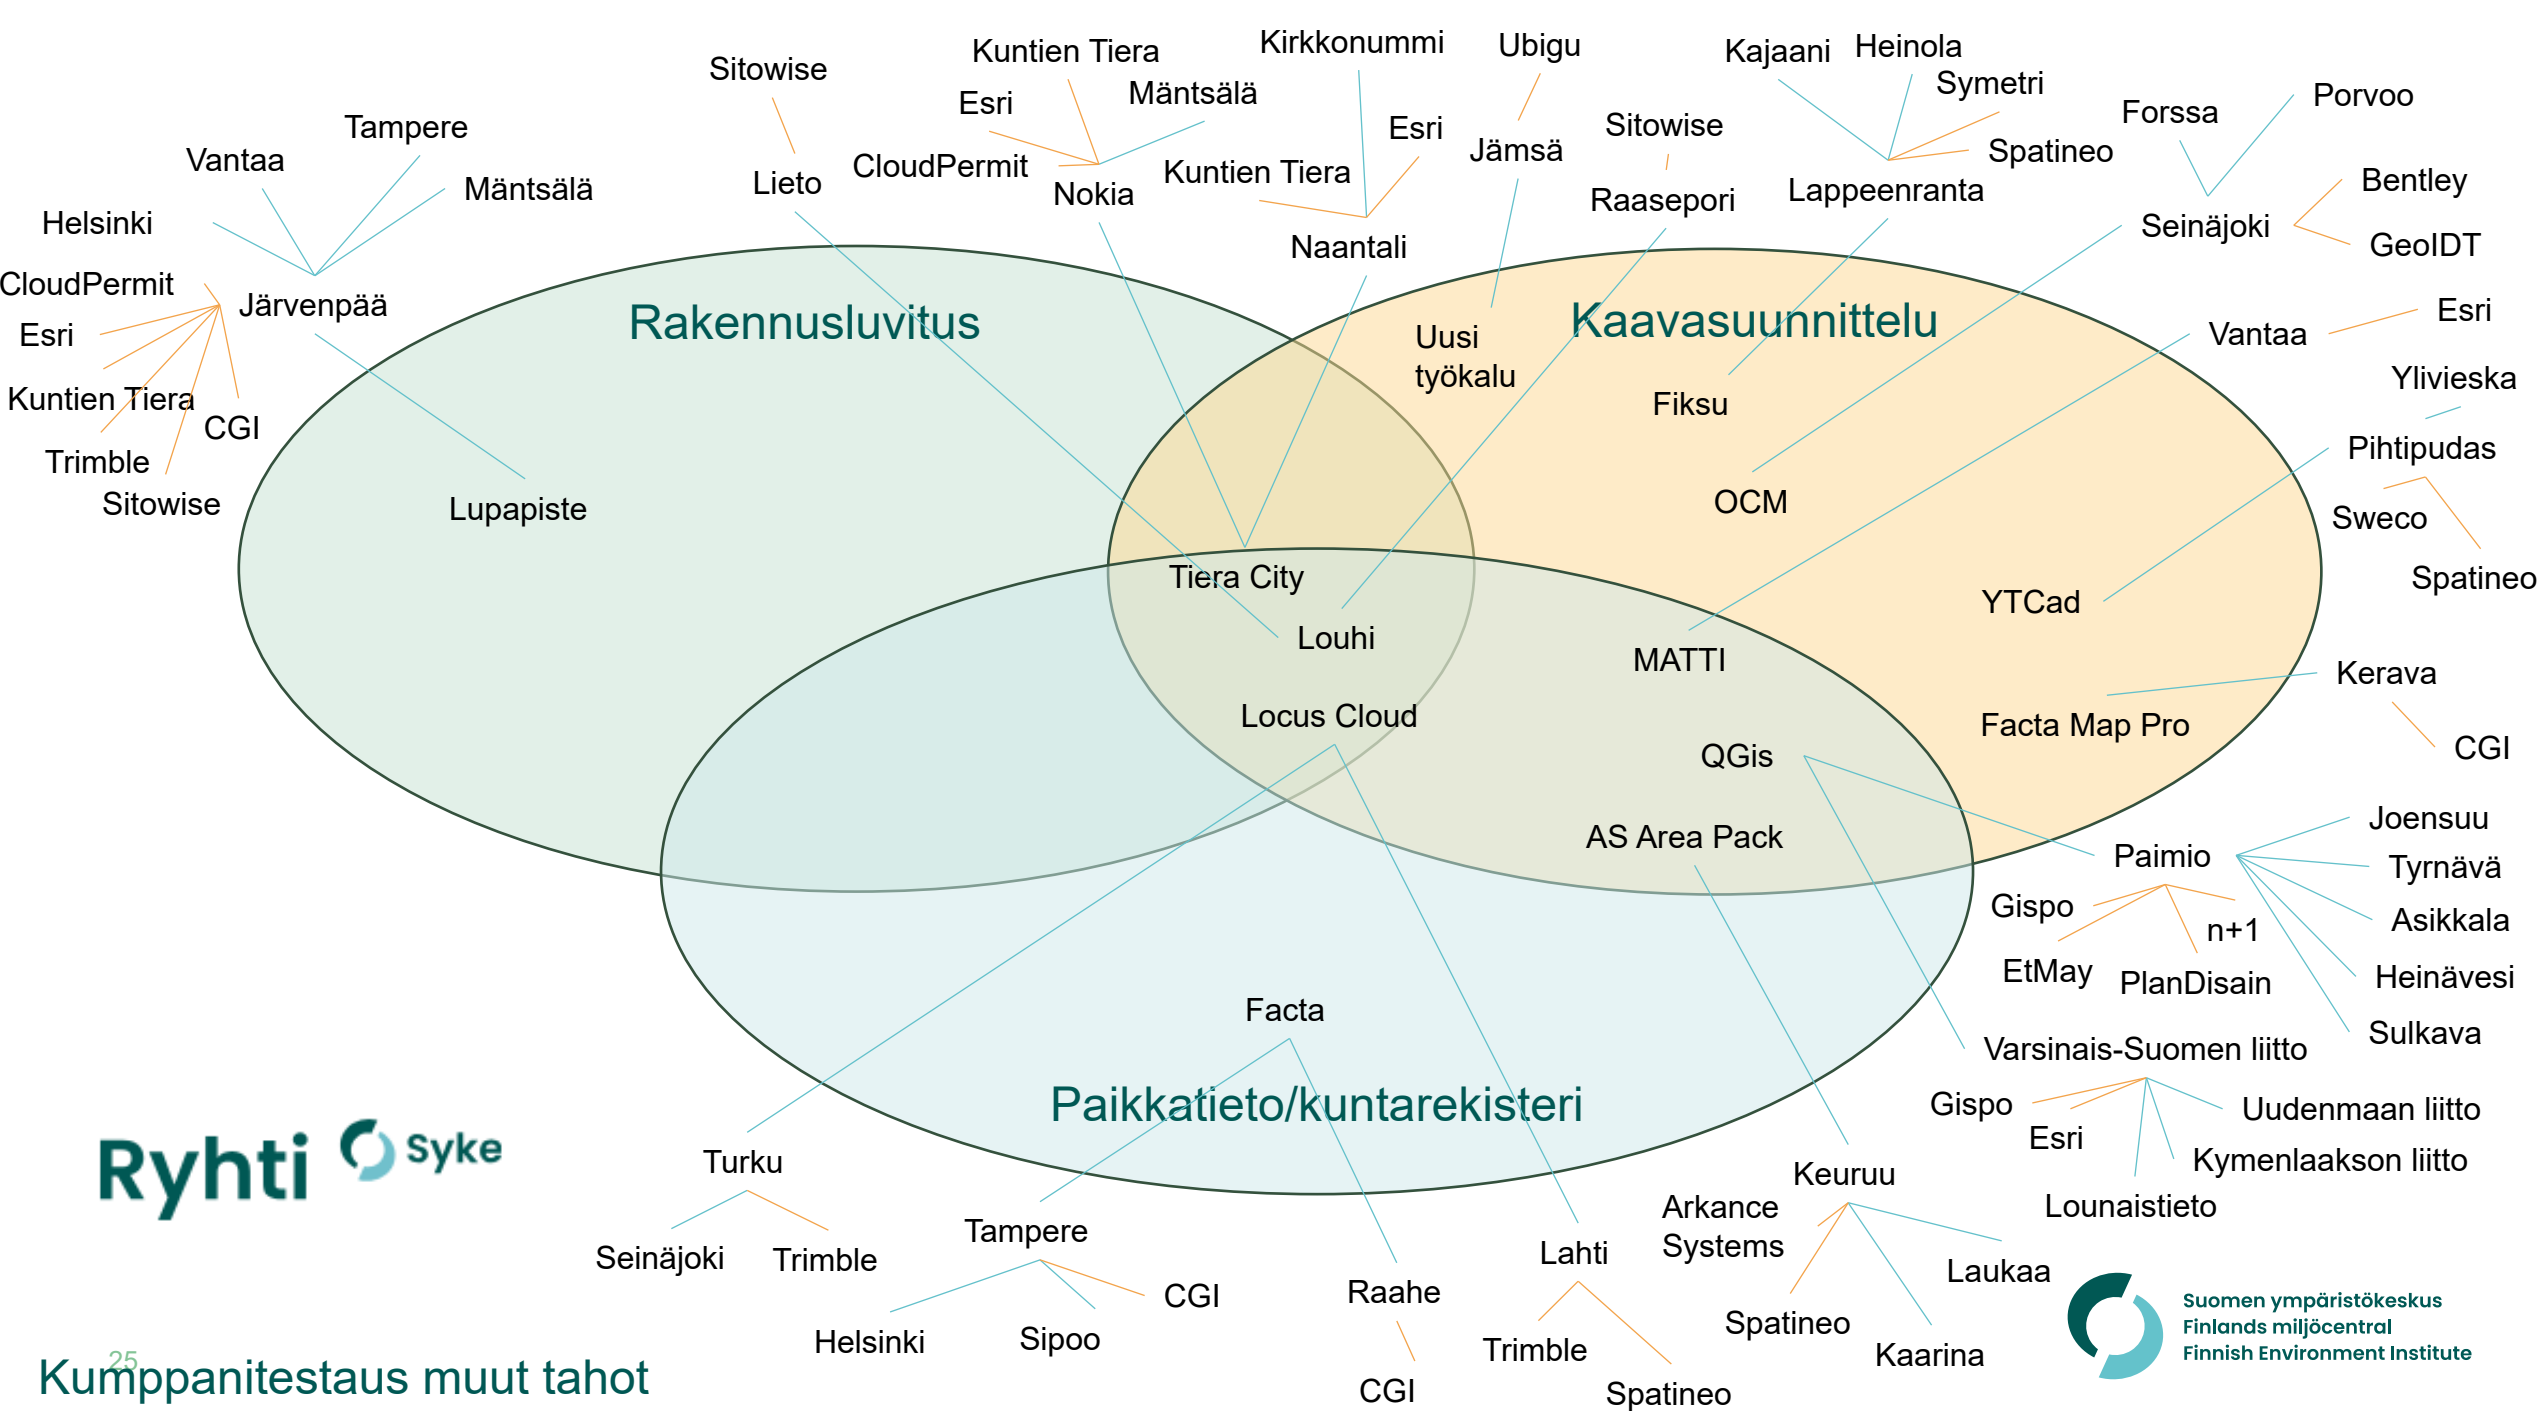 Kirkkonummi
Ubigu
Kuntien Tiera
Kajaani
Heinola
Sitowise
Symetri
Esri
Mäntsälä
Porvoo
Forssa
Tampere
Esri
Sitowise
Jämsä
Spatineo
Vantaa
CloudPermit
Kuntien Tiera
Lieto
Mäntsälä
Nokia
Raasepori
Lappeenranta
Bentley
Helsinki
Seinäjoki
Naantali
GeoIDT
CloudPermit
Järvenpää
Esri
Rakennusluvitus
Kaavasuunnittelu
Esri
Uusi
työkalu
Vantaa
Ylivieska
Kuntien Tiera
Fiksu
CGI
Pihtipudas
Trimble
Sitowise
Lupapiste
OCM
Sweco
Tiera City
Spatineo
YTCad
Louhi
MATTI
Kerava
Locus Cloud
Facta Map Pro
QGis
CGI
AS Area Pack
Joensuu
Paimio
Tyrnävä
Gispo
n+1
Asikkala
EtMay
PlanDisain
Heinävesi
Facta
Sulkava
Varsinais-Suomen liitto
Paikkatieto/kuntarekisteri
Gispo
Uudenmaan liitto
Esri
Ryhti
Syke
Turku
Keuruu
Kymenlaakson liitto
Arkance
Systems
Lounaistieto
Tampere
Seinäjoki
Trimble
Lahti
Laukaa
CGI
Raahe
Spatineo
Helsinki
Sipoo
Trimble
Kaarina
CGI
Spatineo
Suomen ympäristökeskus
Finlands miljöcentral
Finnish Environment Institute
25
Kumppanitestaus muut tahot